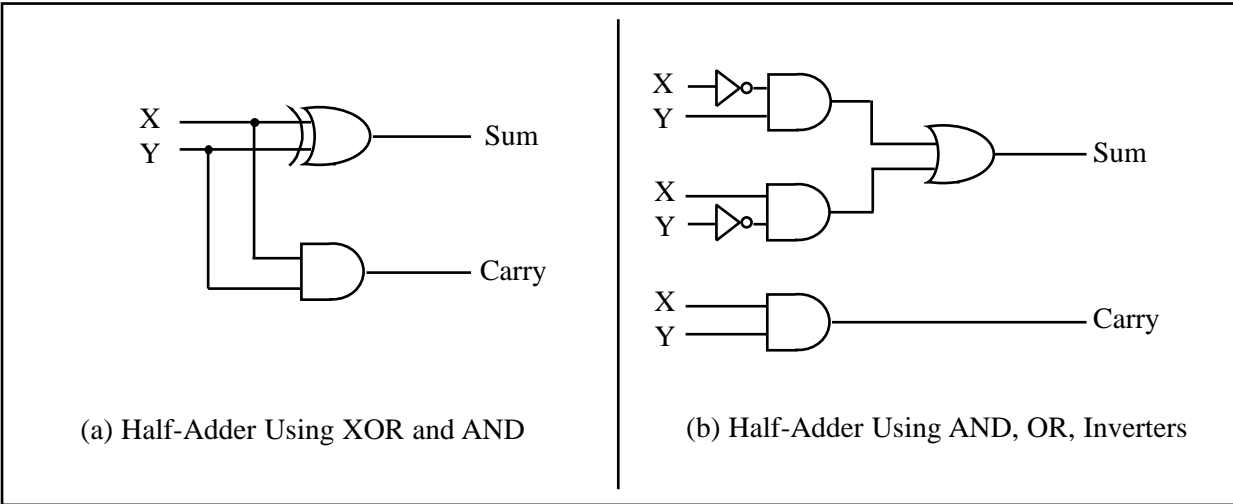 X
Y
Sum
Carry
(a) Half-Adder Using XOR and AND
X
Y
Sum
X
Y
X
Y
Carry
(b) Half-Adder Using AND, OR, Inverters